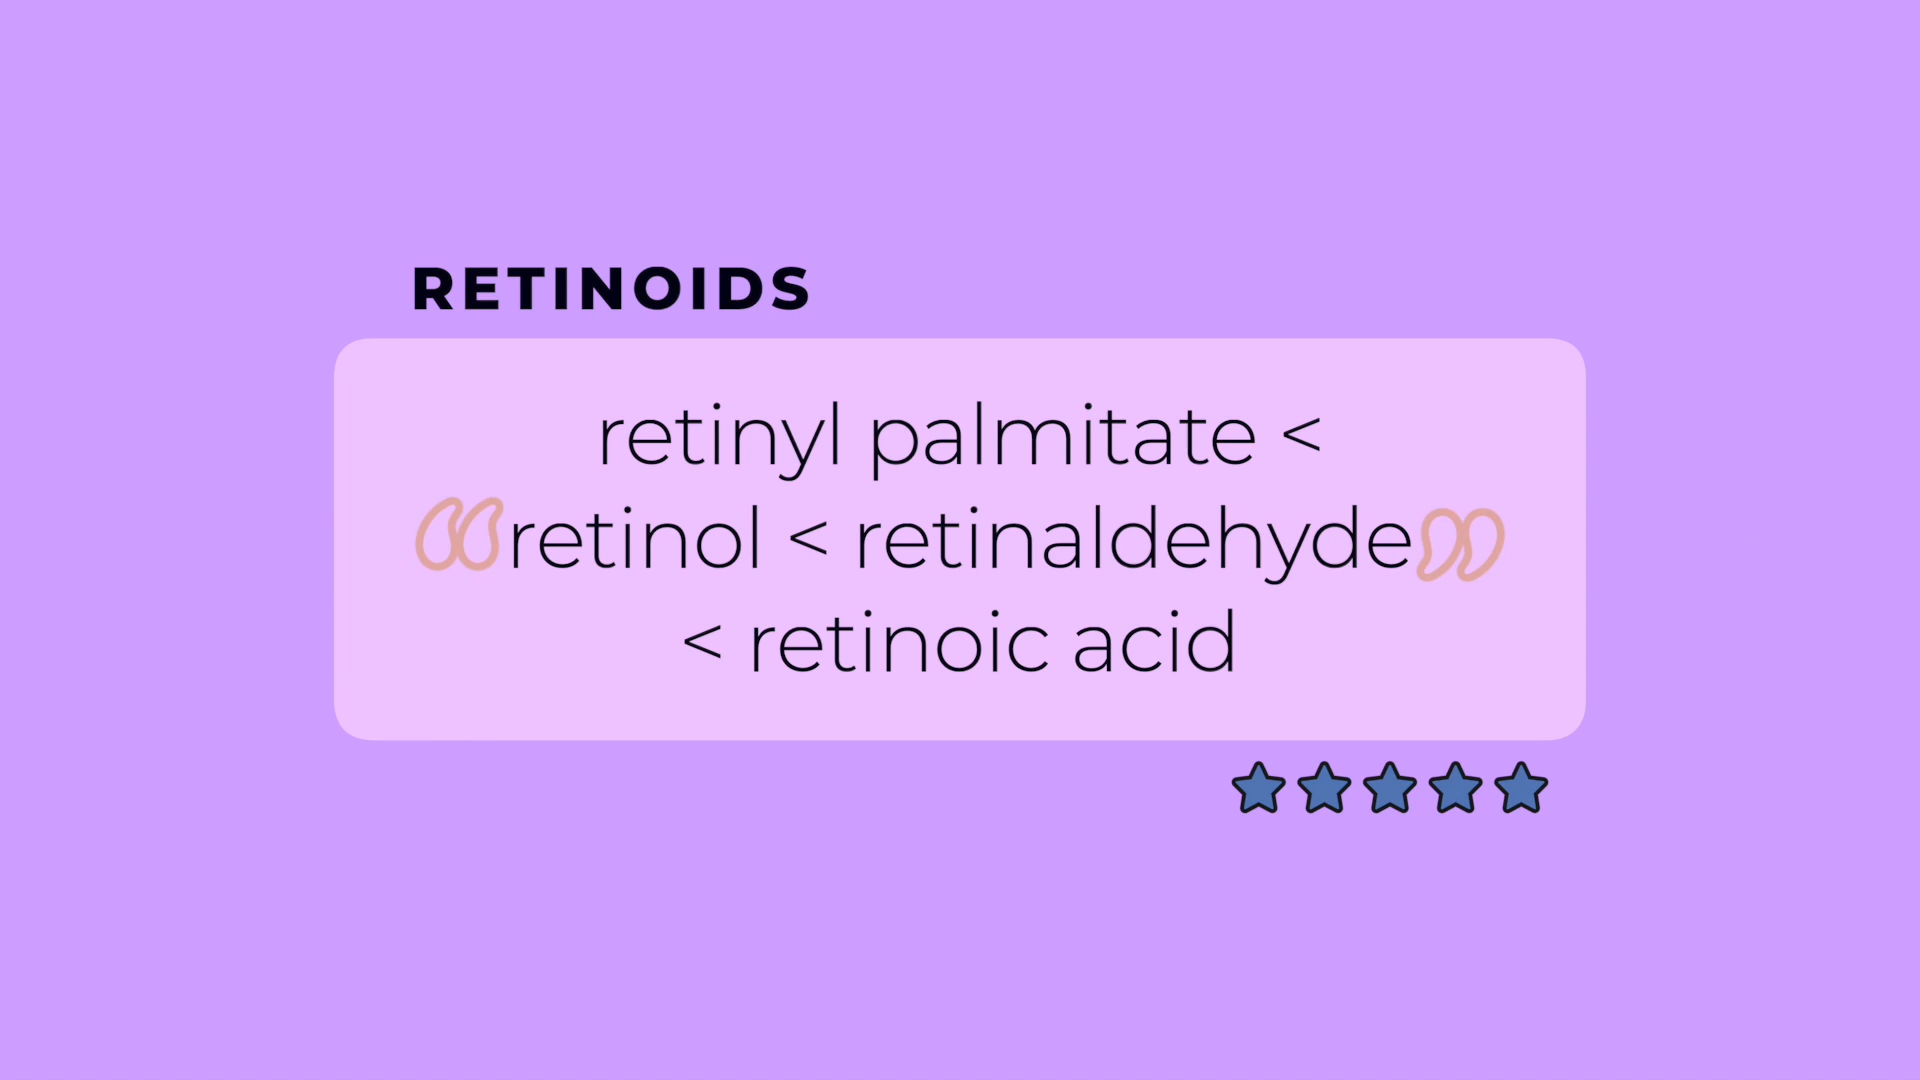 RETINOIDS
retinyl palmitate <
“retinol < retinaldehyde”
< retinoic acid